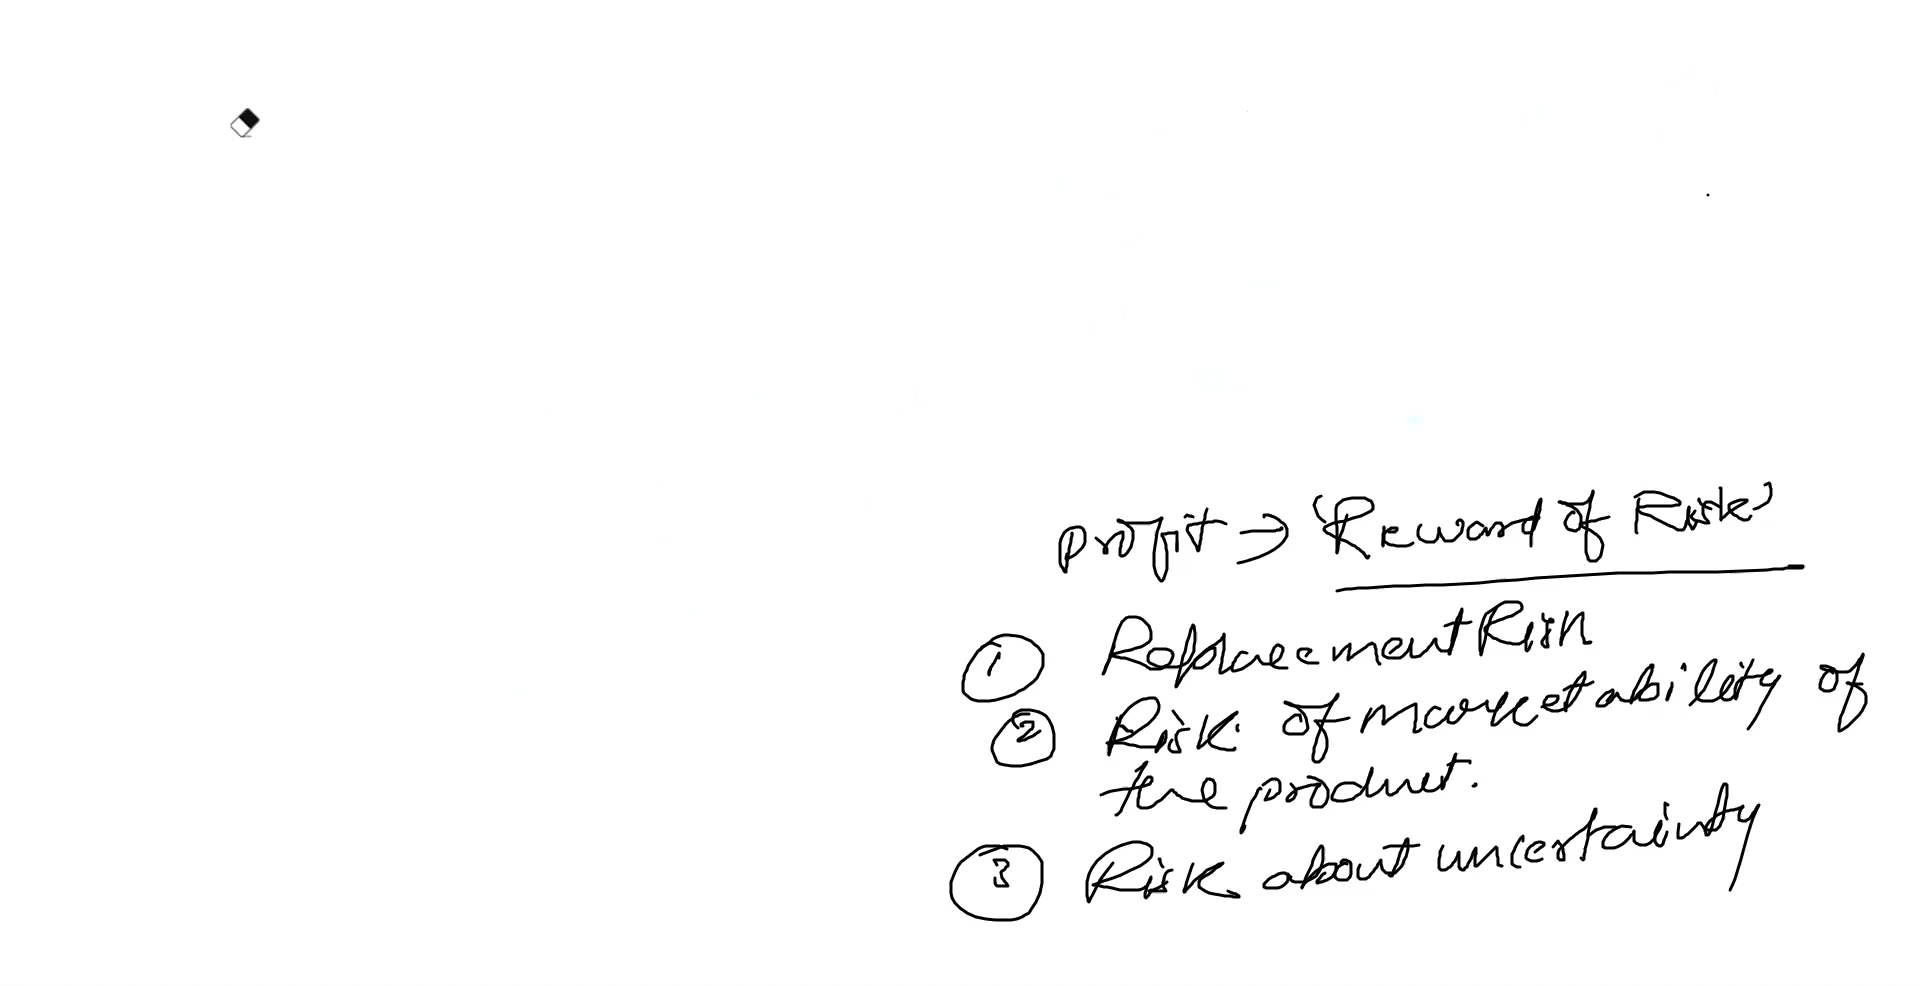 profit → 'Reward of Risk'
① Replacement Risk
② Risk of marketability of
the product.
③ Risk about uncertainty